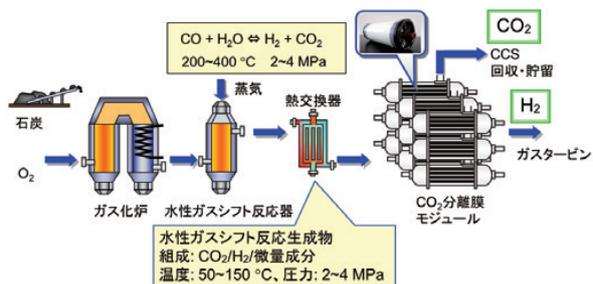 CO + H₂O ⇔ H₂ + CO₂
200~400 °C 2~4 MPa
CO₂
CCS
回収・貯留
H₂
ガスタービン
石炭
O₂
蒸気
熱交換器
ガス化炉
水性ガスシフト反応器
CO₂分離膜
モジュール
水性ガスシフト反応生成物
組成: CO₂/H₂/微量成分
温度: 50~150 °C、圧力: 2~4 MPa